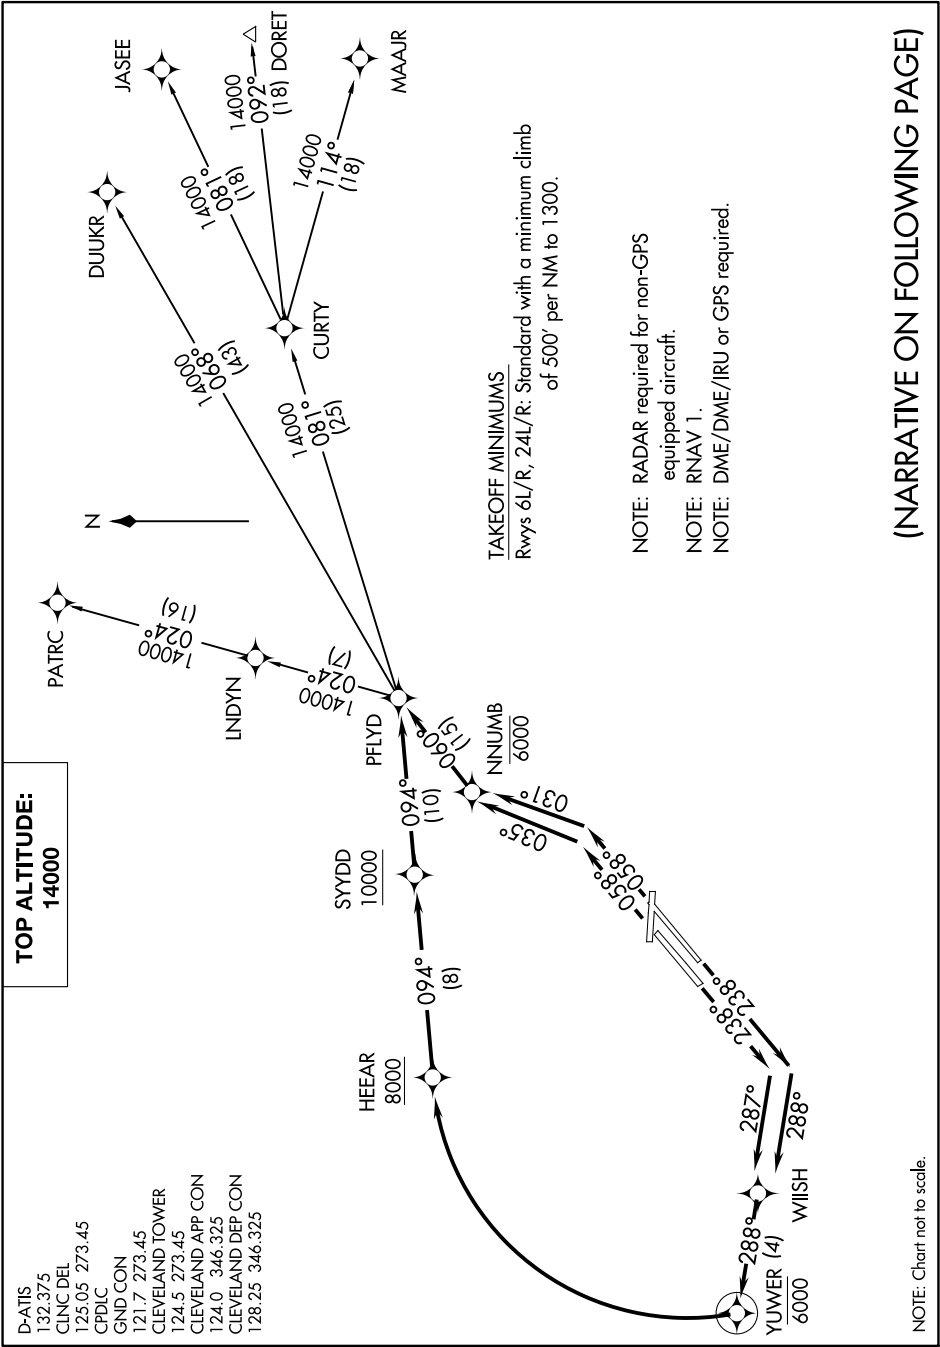 D-ATIS
132.375
CLNC DEL
125.05 273.45
CPDLC
GND CON
121.7 273.45
CLEVELAND TOWER
124.5 273.45
CLEVELAND APP CON
124.0 346.325
CLEVELAND DEP CON
128.25 346.325
TOP ALTITUDE:
14000
N
PATRC
14000
024°
(16)
LNDYN
14000
024°
(7)
DUUKR
14000
068°
(43)
JASEE
14000
081°
(18)
14000
092°
(18)
DORET
14000
114°
(18)
MAAJR
CURTY
14000
081°
(25)
PFLYD
094°
(10)
SYYDD
10000
094°
(8)
HEEAR
8000
060°
(15)
NNUMB
6000
035°
031°
058°
058°
238°
238°
287°
288°
WIISH
288°
(4)
YUWER
6000
TAKEOFF MINIMUMS
Rwys 6L/R, 24L/R: Standard with a minimum climb
of 500' per NM to 1300.
NOTE: RADAR required for non-GPS
equipped aircraft.
NOTE: RNAV 1.
NOTE: DME/DME/IRU or GPS required.
NOTE: Chart not to scale.
(NARRATIVE ON FOLLOWING PAGE)